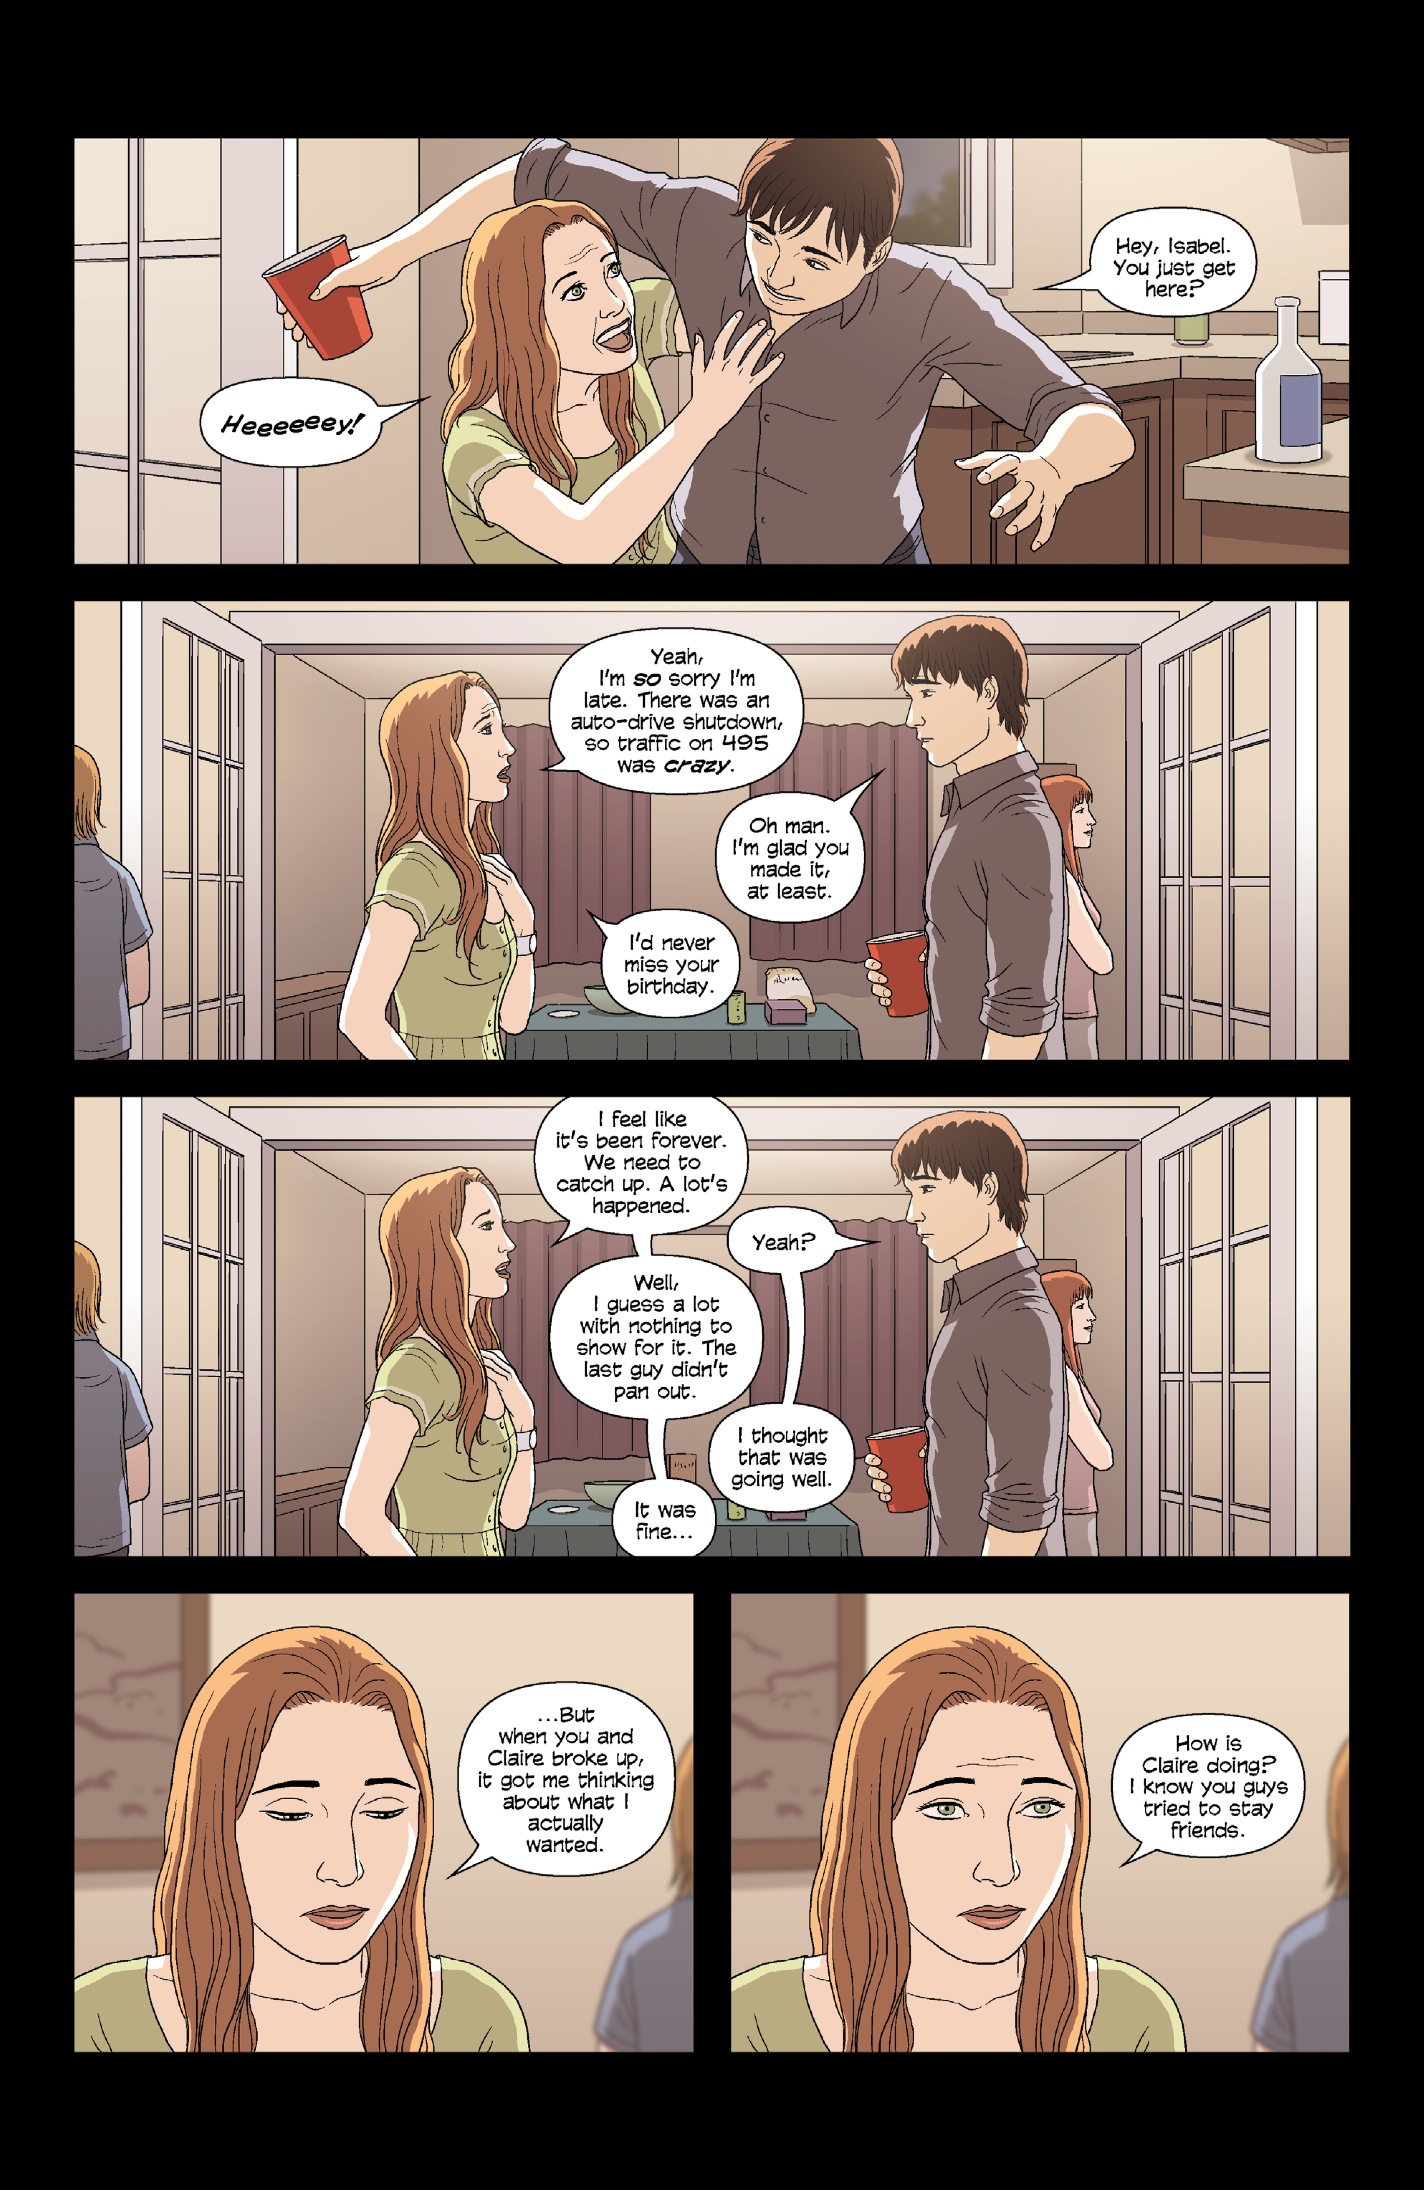 Heeeeeey!
Hey, Isabel.
You just get
here?
Yeah,
I'm so sorry I'm
late. There was an
auto-drive shutdown,
so traffic on 495
was crazy.
Oh man.
I'm glad you
made it,
at least.
I'd never
miss your
birthday.
I feel like
it's been forever.
We need to
catch up. A lot's
happened.
Yeah?
Well,
I guess a lot
with nothing to
show for it. The
last guy didn't
pan out.
I thought
that was
going well.
It was
fine...
...But
when you and
Claire broke up,
it got me thinking
about what I
actually
wanted.
How is
Claire doing?
I know you guys
tried to stay
friends.